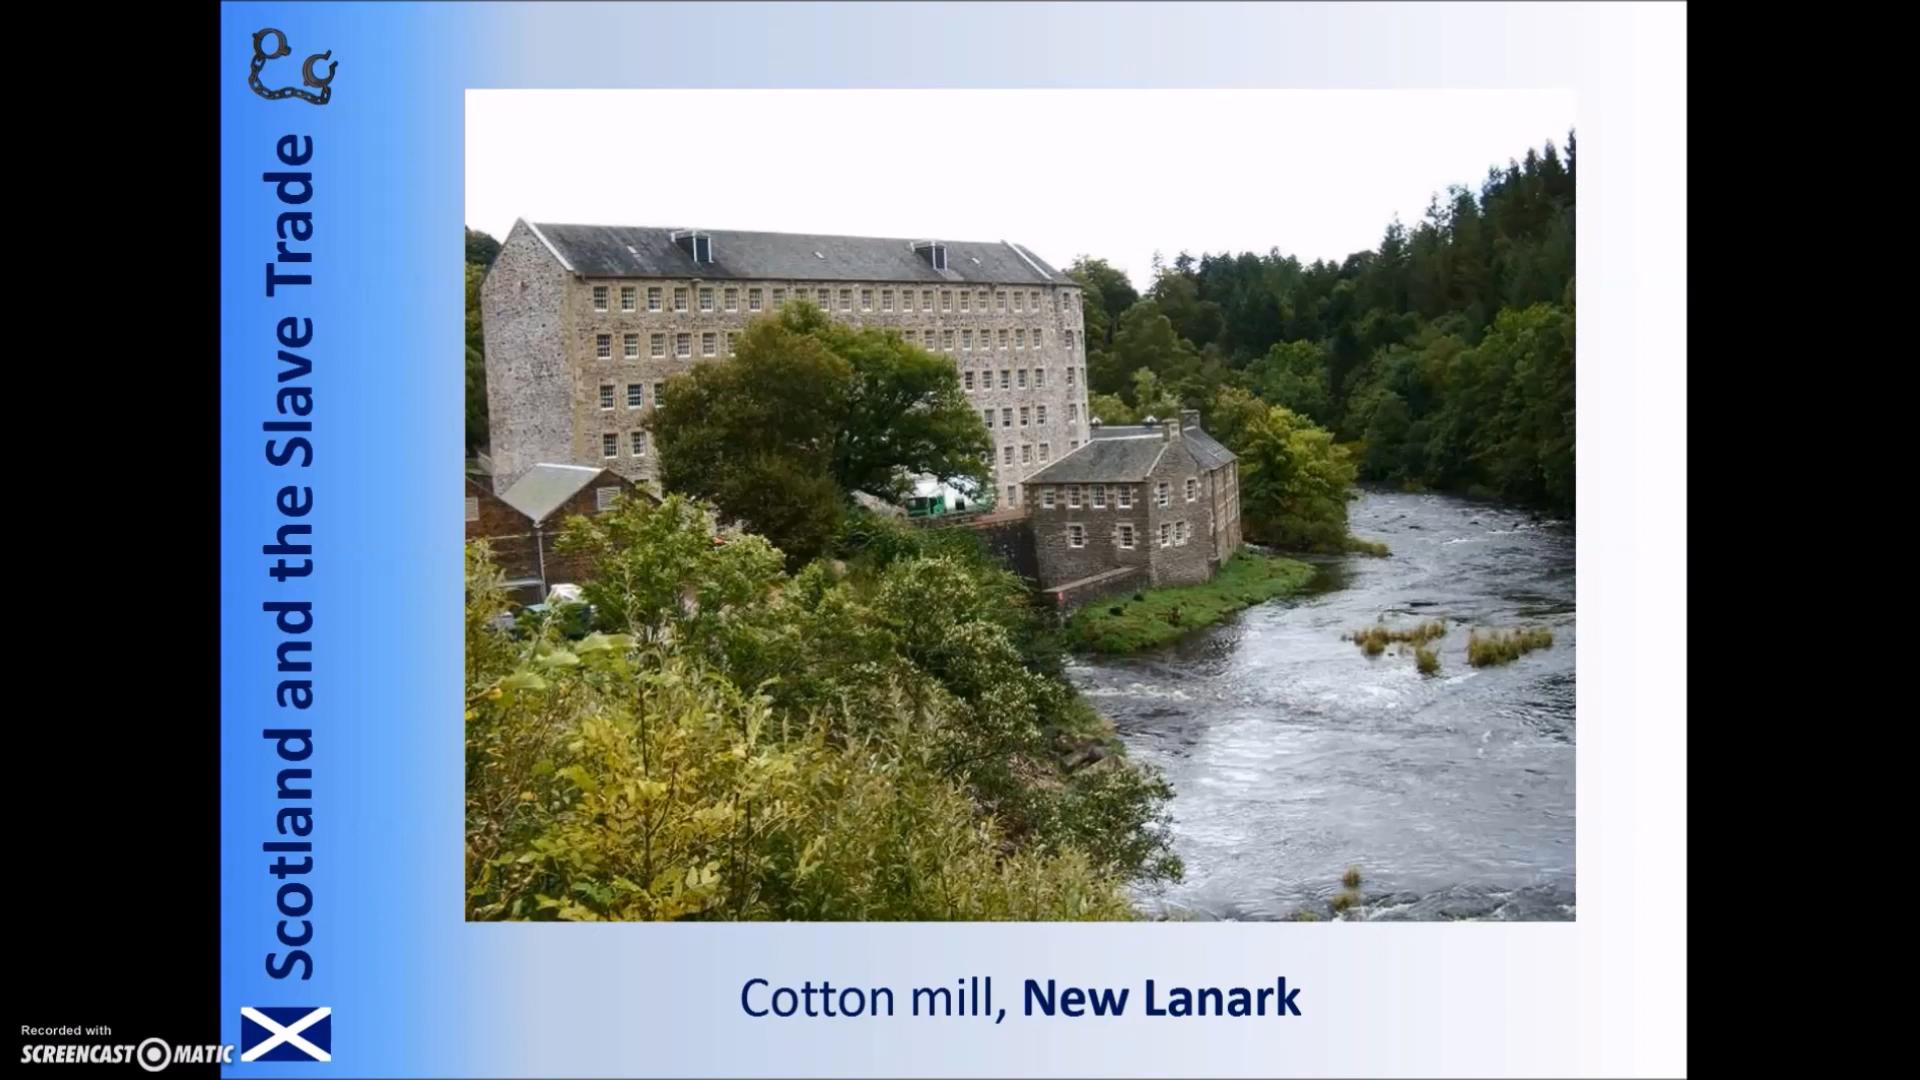 Scotland and the Slave Trade
Cotton mill, New Lanark
Recorded with
SCREENCAST MATIC